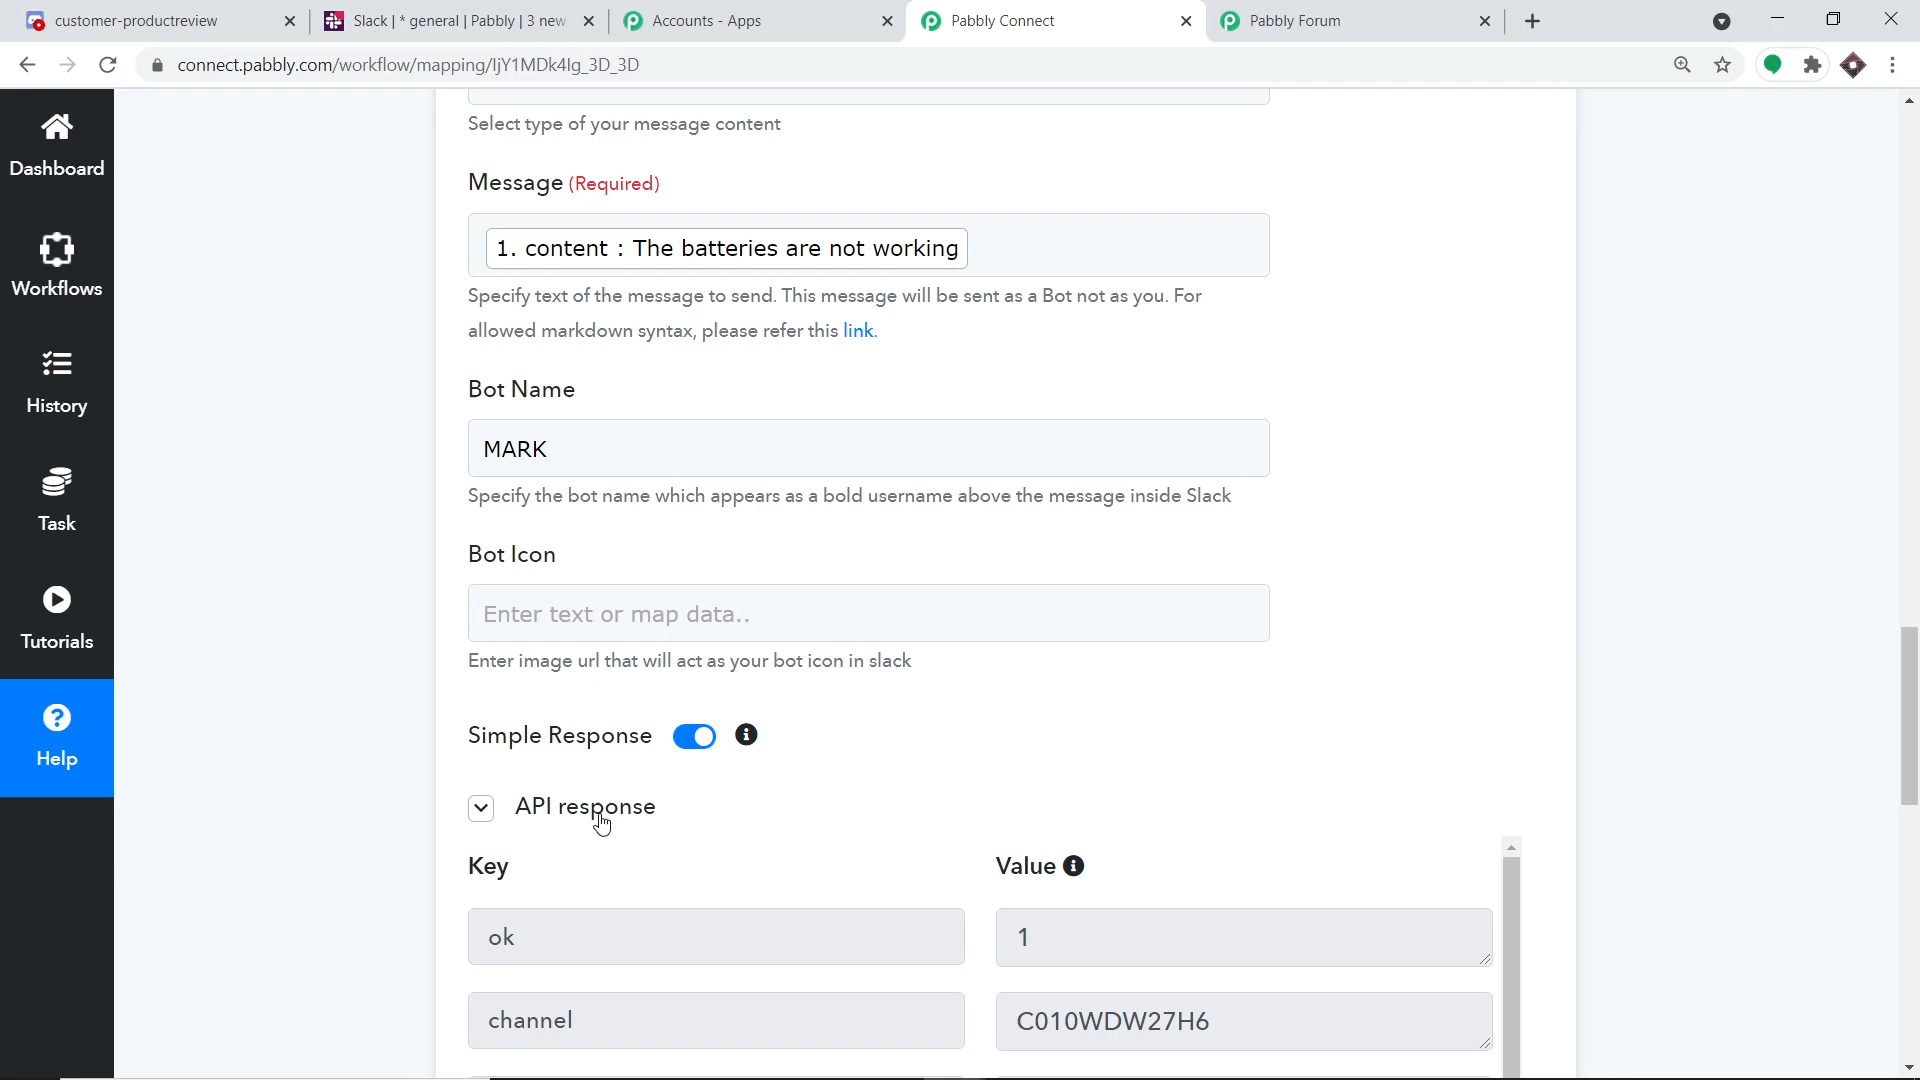 customer-productreview
Slack | * general | Pabbly | 3 new
Accounts - Apps
Pabbly Connect
Pabbly Forum
connect.pabbly.com/workflow/mapping/IjY1MDk4Ig_3D_3D
Dashboard
Workflows
History
Task
Tutorials
Help
Select type of your message content
Message (Required)
1. content : The batteries are not working
Specify text of the message to send. This message will be sent as a Bot not as you. For
allowed markdown syntax, please refer this link.
Bot Name
MARK
Specify the bot name which appears as a bold username above the message inside Slack
Bot Icon
Enter text or map data..
Enter image url that will act as your bot icon in slack
Simple Response
API response
Key
Value
ok
1
channel
C010WDW27H6